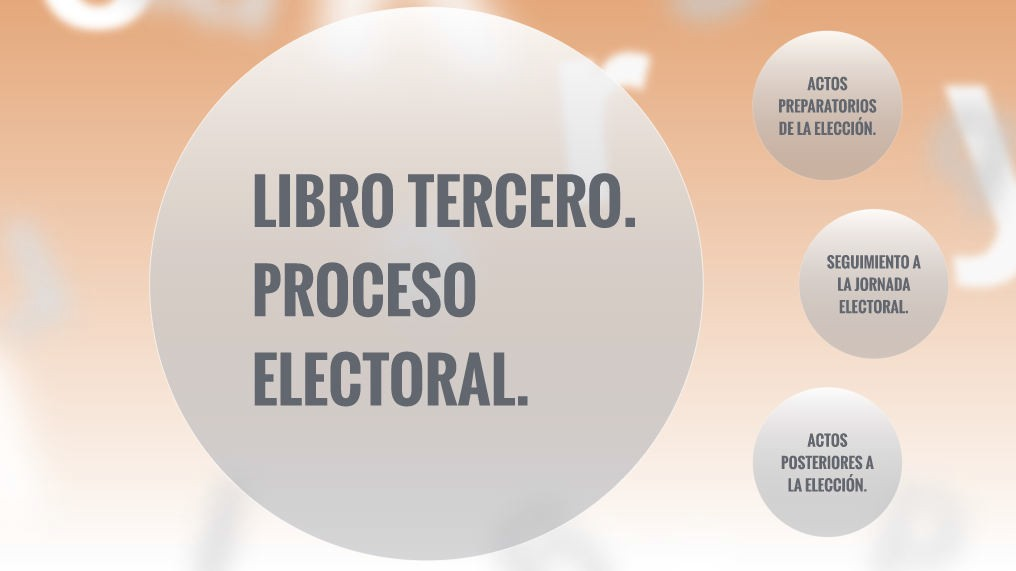 LIBRO TERCERO.
PROCESO
ELECTORAL.
ACTOS
PREPARATORIOS
DE LA ELECCIÓN.
SEGUIMIENTO A
LA JORNADA
ELECTORAL.
ACTOS
POSTERIORES A
LA ELECCIÓN.